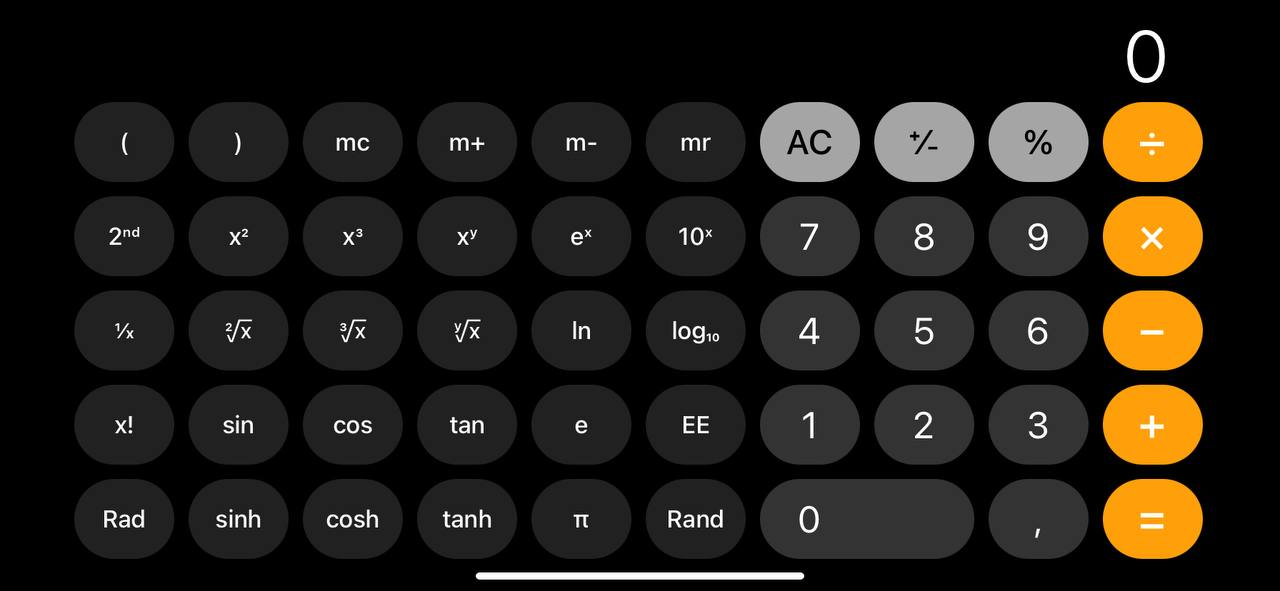 0
( ) mc m+ m- mr AC ⁺⁄₋ % ÷
2ⁿᵈ x² x³ xʸ eˣ 10ˣ 7 8 9 ×
¹⁄ₓ ²√x ³√x ʸ√x ln log₁₀ 4 5 6 −
x! sin cos tan e EE 1 2 3 +
Rad sinh cosh tanh π Rand 0 , =